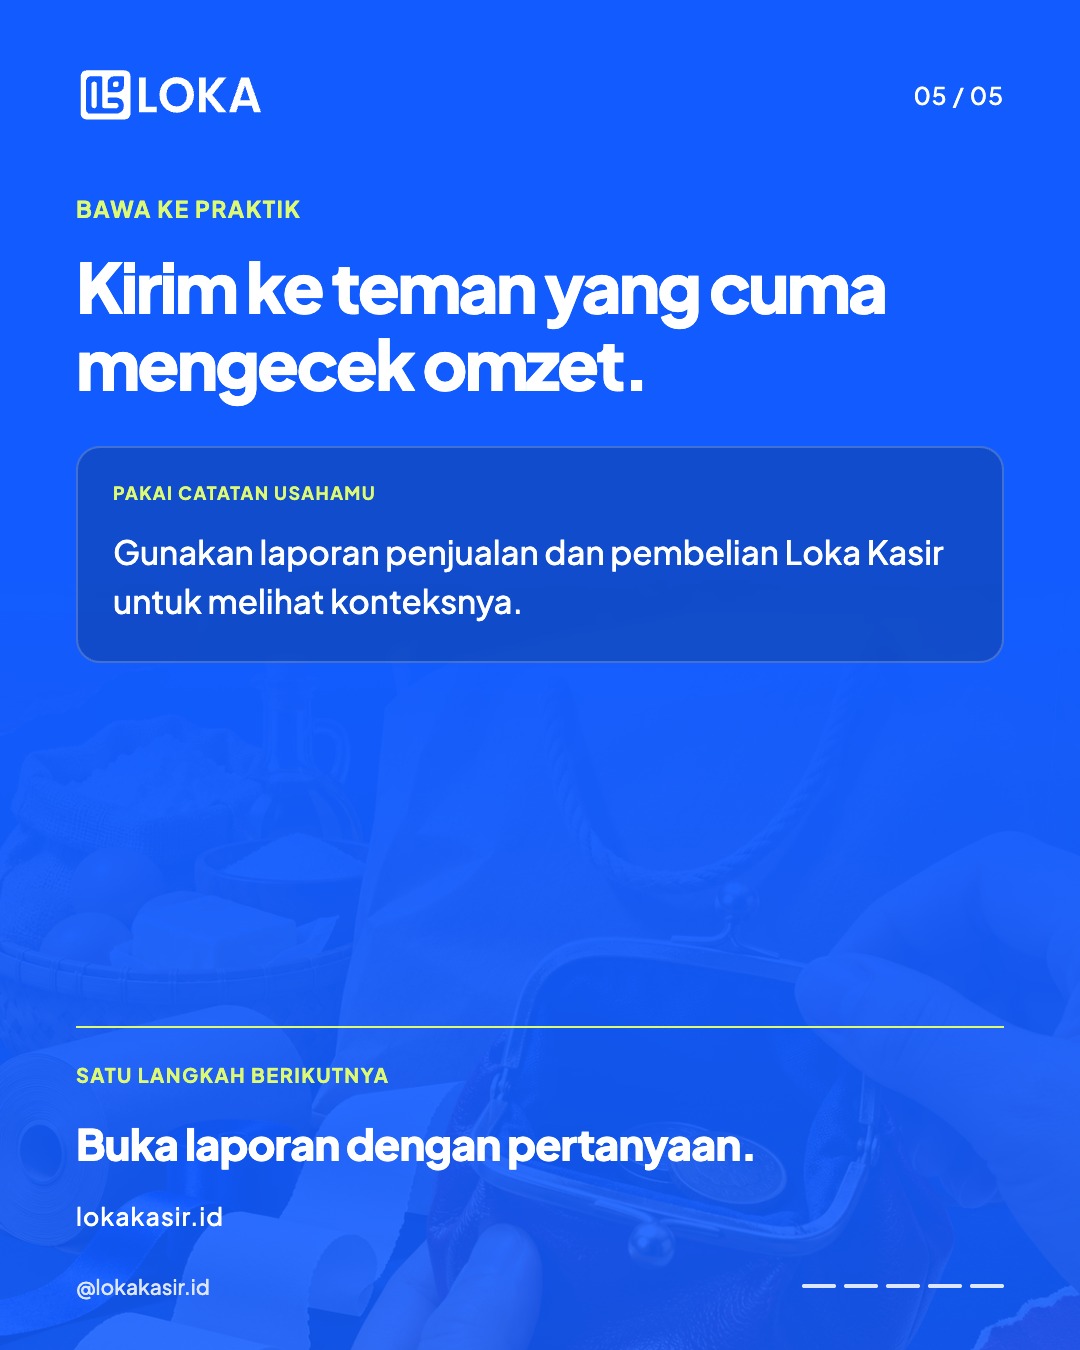 LOKA
05 / 05
BAWA KE PRAKTIK
Kirim ke teman yang cuma
mengecek omzet.
PAKAI CATATAN USAHAMU
Gunakan laporan penjualan dan pembelian Loka Kasir
untuk melihat konteksnya.
SATU LANGKAH BERIKUTNYA
Buka laporan dengan pertanyaan.
lokakasir.id
@lokakasir.id